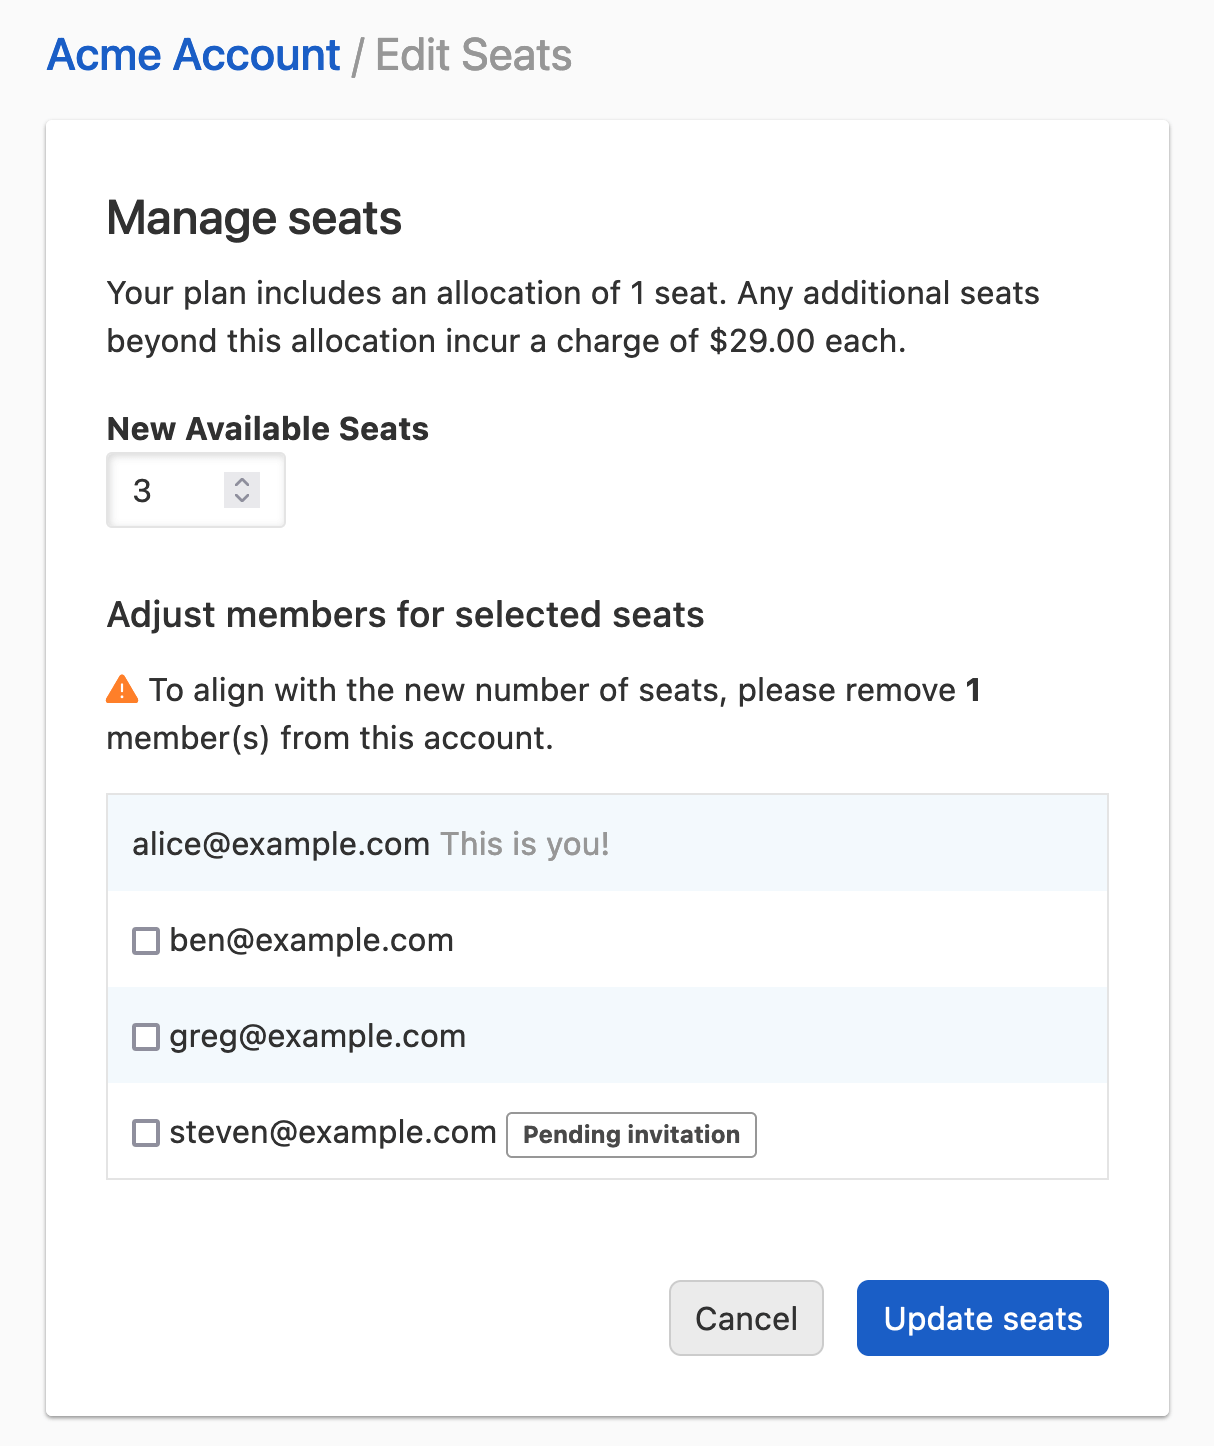 Acme Account / Edit Seats
Manage seats
Your plan includes an allocation of 1 seat. Any additional seats
beyond this allocation incur a charge of $29.00 each.
New Available Seats
3
Adjust members for selected seats
To align with the new number of seats, please remove 1
member(s) from this account.
alice@example.com This is you!
ben@example.com
greg@example.com
steven@example.com Pending invitation
Cancel Update seats